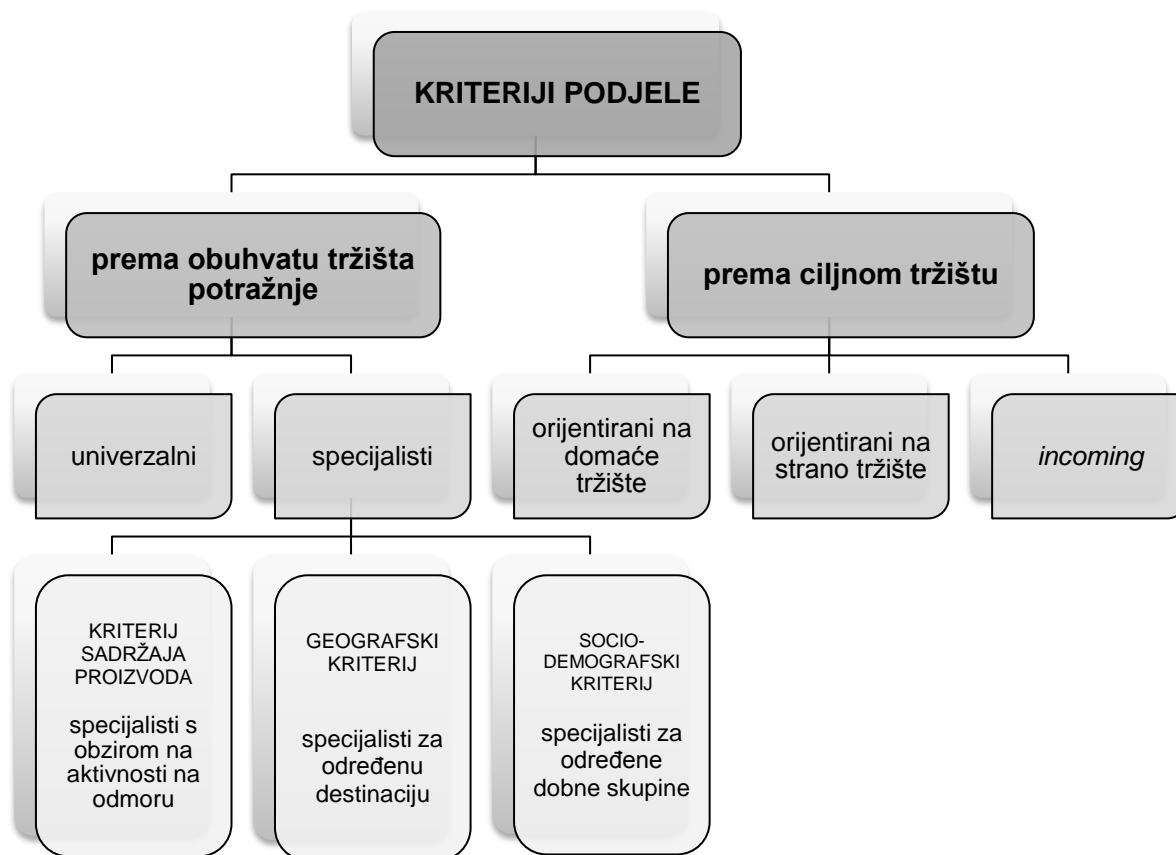 KRITERIJI PODJELE
prema obuhvatu tržišta
potražnje
prema ciljnom tržištu
univerzalni
specijalisti
orijentirani na
domaće
tržište
orijentirani na
strano tržište
incoming
KRITERIJ
SADRŽAJA
PROIZVODA
specijalisti s
obzirom na
aktivnosti na
odmoru
GEOGRAFSKI
KRITERIJ
specijalisti za
određenu
destinaciju
SOCIO-
DEMOGRAFSKI
KRITERIJ
specijalisti za
određene
dobne skupine